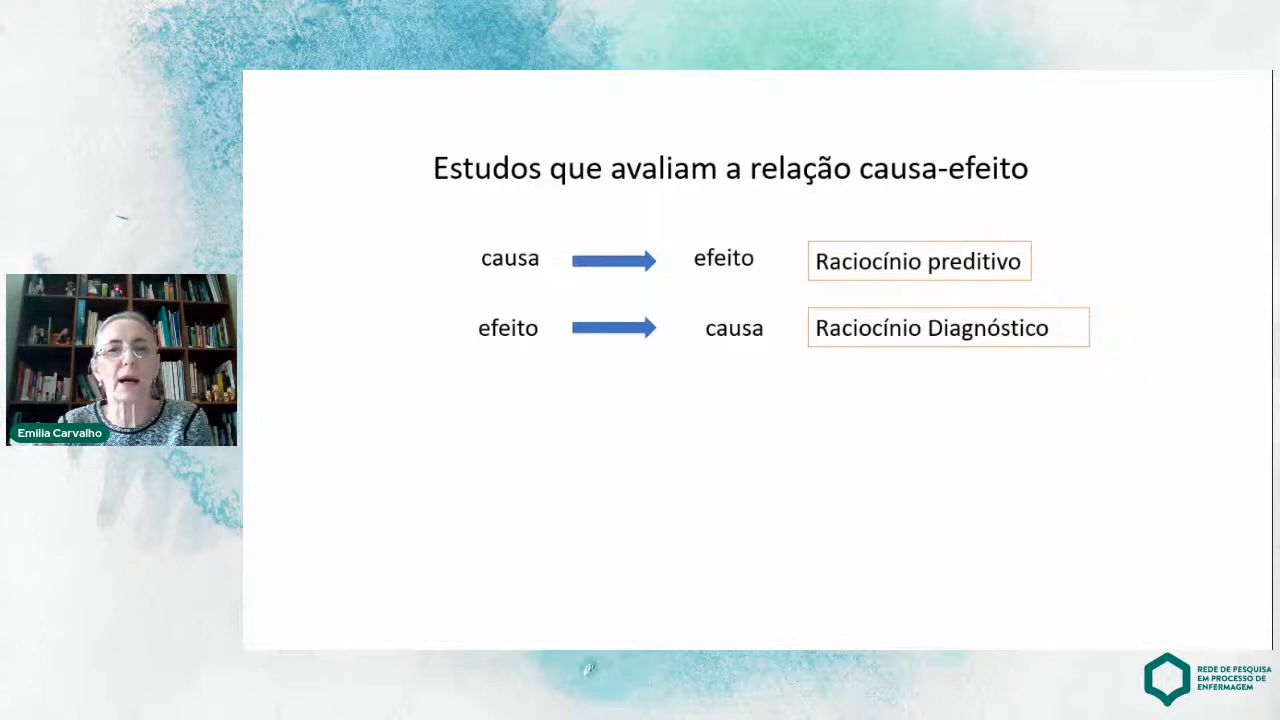 Estudos que avaliam a relação causa-efeito
causa efeito Raciocínio preditivo
efeito causa Raciocínio Diagnóstico
Emilia Carvalho
REDE DE PESQUISA
EM PROCESSO DE
ENFERMAGEM